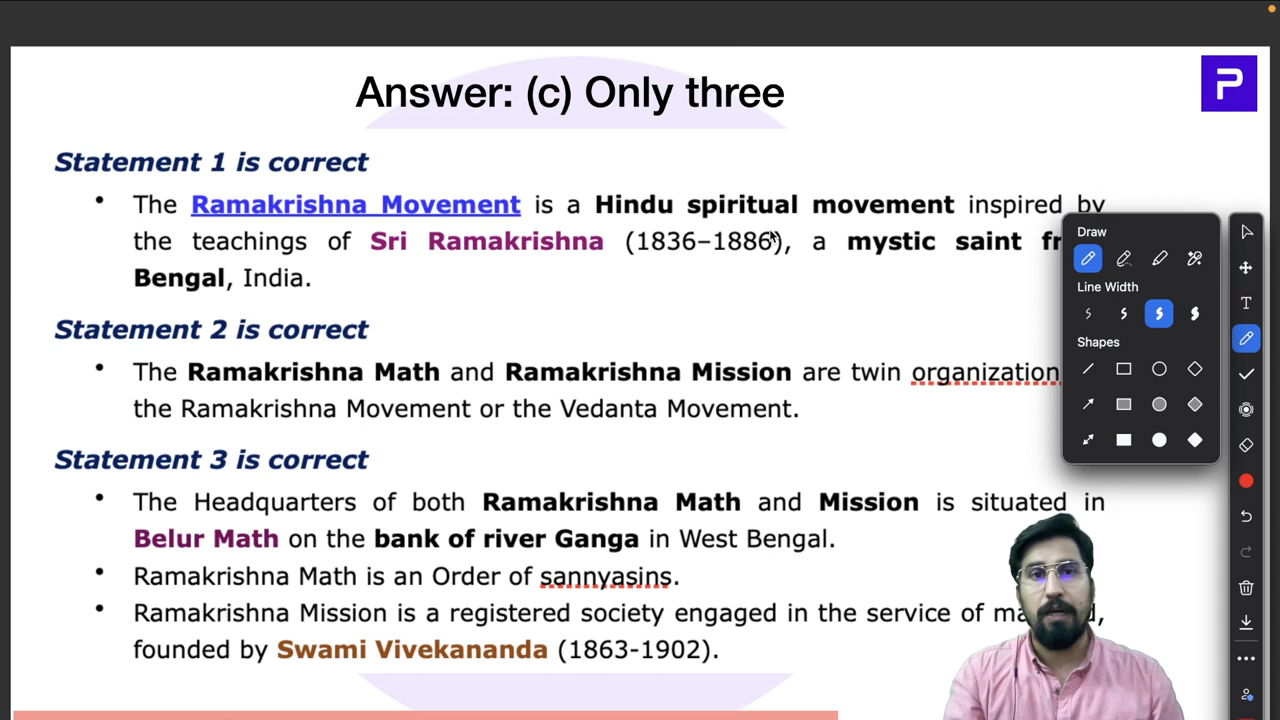 Answer: (c) Only three
P
Statement 1 is correct
• The Ramakrishna Movement is a Hindu spiritual movement inspired by
the teachings of Sri Ramakrishna (1836–1886), a mystic saint fr
Bengal, India.
Draw
Line Width
Shapes
Statement 2 is correct
• The Ramakrishna Math and Ramakrishna Mission are twin organization
the Ramakrishna Movement or the Vedanta Movement.
Statement 3 is correct
• The Headquarters of both Ramakrishna Math and Mission is situated in
Belur Math on the bank of river Ganga in West Bengal.
• Ramakrishna Math is an Order of sannyasins.
• Ramakrishna Mission is a registered society engaged in the service of ma d,
founded by Swami Vivekananda (1863-1902).